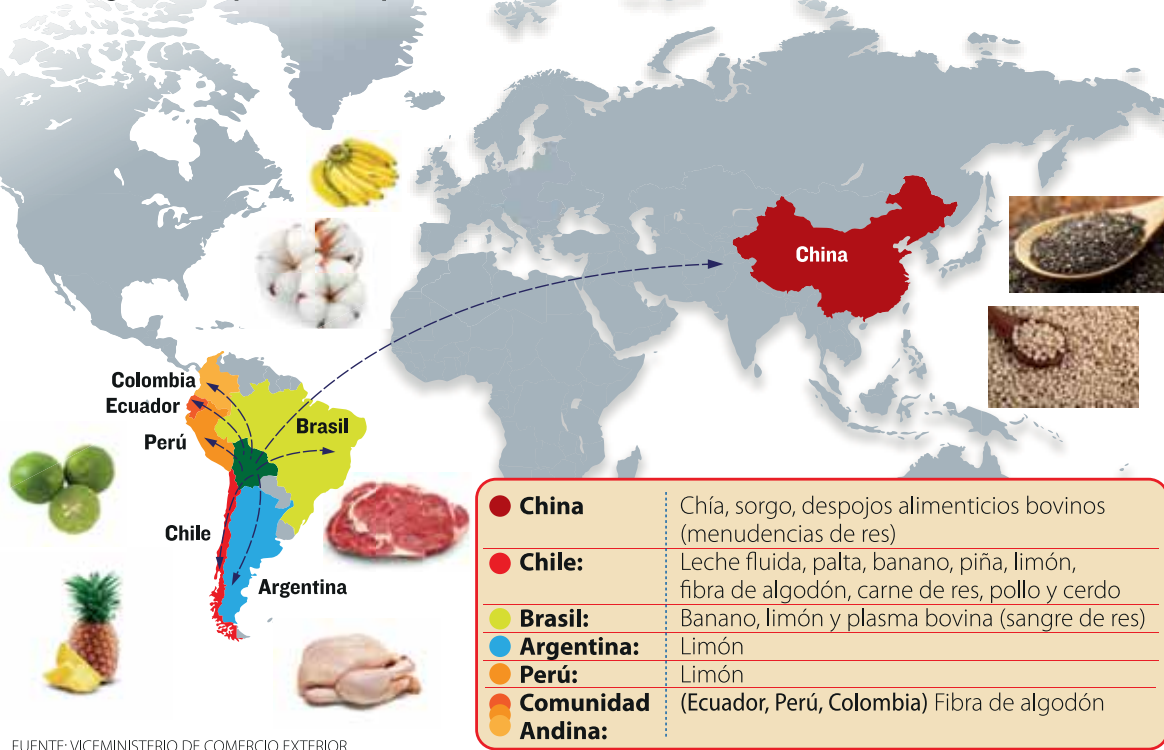 China
Colombia
Ecuador
Perú
Brasil
Chile
Argentina
China
Chía, sorgo, despojos alimenticios bovinos
(menudencias de res)
Chile:
Leche fluida, palta, banano, piña, limón,
fibra de algodón, carne de res, pollo y cerdo
Brasil:
Banano, limón y plasma bovina (sangre de res)
Argentina:
Limón
Perú:
Limón
Comunidad
Andina:
(Ecuador, Perú, Colombia) Fibra de algodón
FUENTE: VICEMINISTERIO DE COMERCIO EXTERIOR